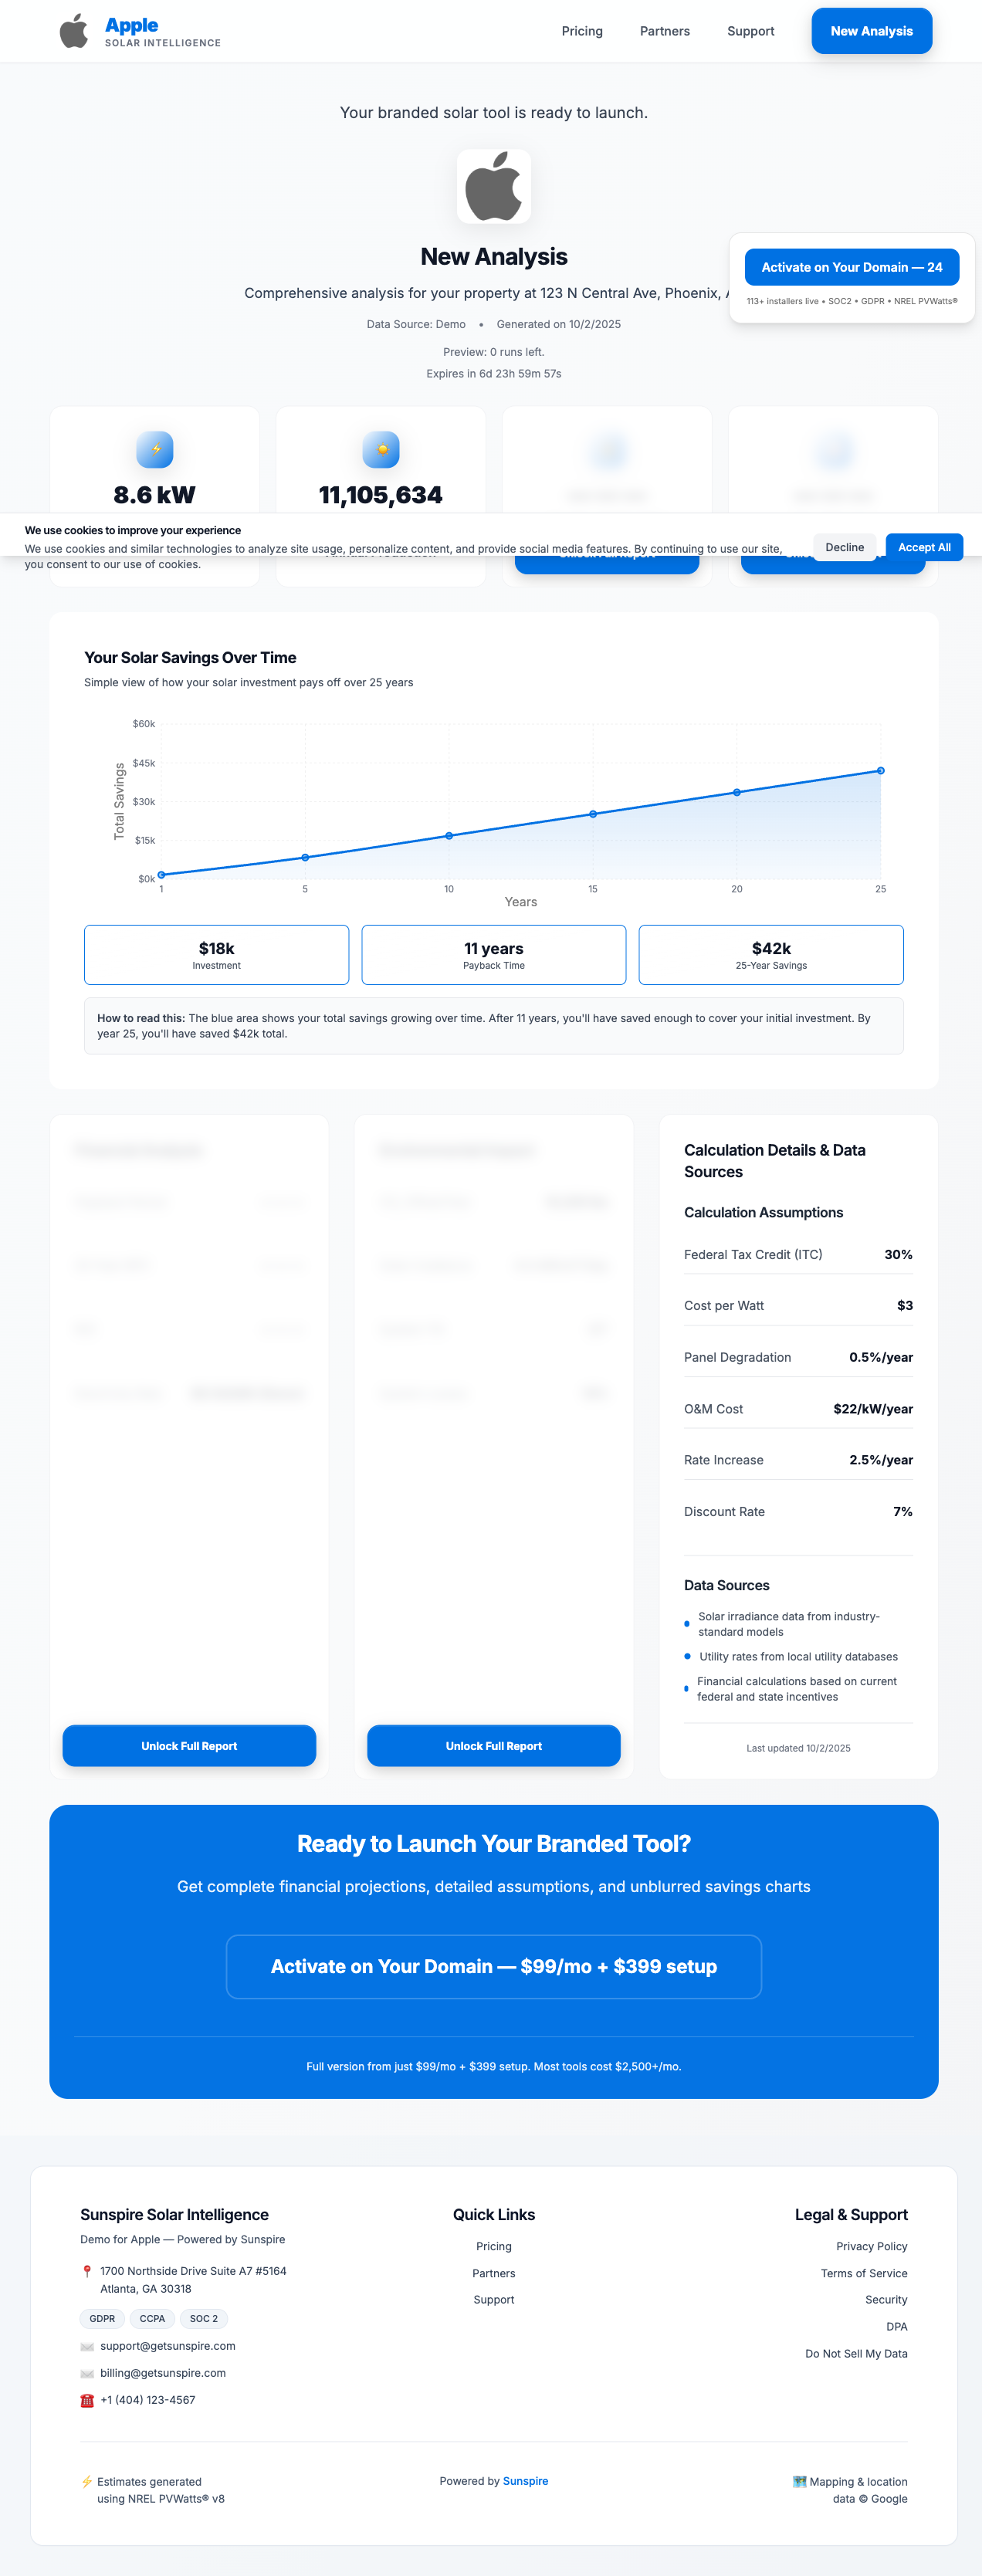 Apple
SOLAR INTELLIGENCE
Pricing
Partners
Support
New Analysis
Your branded solar tool is ready to launch.
New Analysis
Comprehensive analysis for your property at 123 N Central Ave, Phoenix,
Activate on Your Domain — 24
113+ installers live • SOC2 • GDPR • NREL PVWatts®
Data Source: Demo • Generated on 10/2/2025
Preview: 0 runs left.
Expires in 6d 23h 59m 57s
8.6 kW
11,105,634
We use cookies to improve your experience
We use cookies and similar technologies to analyze site usage, personalize content, and provide social media features. By continuing to use our site,
you consent to our use of cookies.
Decline
Accept All
Your Solar Savings Over Time
Simple view of how your solar investment pays off over 25 years
$60k
$45k
$30k
$15k
$0k
Total Savings
1 5 10 15 20 25
Years
$18k
Investment
11 years
Payback Time
$42k
25-Year Savings
How to read this: The blue area shows your total savings growing over time. After 11 years, you'll have saved enough to cover your initial investment. By
year 25, you'll have saved $42k total.
Unlock Full Report
Unlock Full Report
Calculation Details & Data
Sources
Calculation Assumptions
Federal Tax Credit (ITC) 30%
Cost per Watt $3
Panel Degradation 0.5%/year
O&M Cost $22/kW/year
Rate Increase 2.5%/year
Discount Rate 7%
Data Sources
Solar irradiance data from industry-
standard models
Utility rates from local utility databases
Financial calculations based on current
federal and state incentives
Last updated 10/2/2025
Ready to Launch Your Branded Tool?
Get complete financial projections, detailed assumptions, and unblurred savings charts
Activate on Your Domain — $99/mo + $399 setup
Full version from just $99/mo + $399 setup. Most tools cost $2,500+/mo.
Sunspire Solar Intelligence
Demo for Apple — Powered by Sunspire
1700 Northside Drive Suite A7 #5164
Atlanta, GA 30318
GDPR
CCPA
SOC 2
support@getsunspire.com
billing@getsunspire.com
+1 (404) 123-4567
Quick Links
Pricing
Partners
Support
Legal & Support
Privacy Policy
Terms of Service
Security
DPA
Do Not Sell My Data
Estimates generated
using NREL PVWatts® v8
Powered by Sunspire
Mapping & location
data © Google